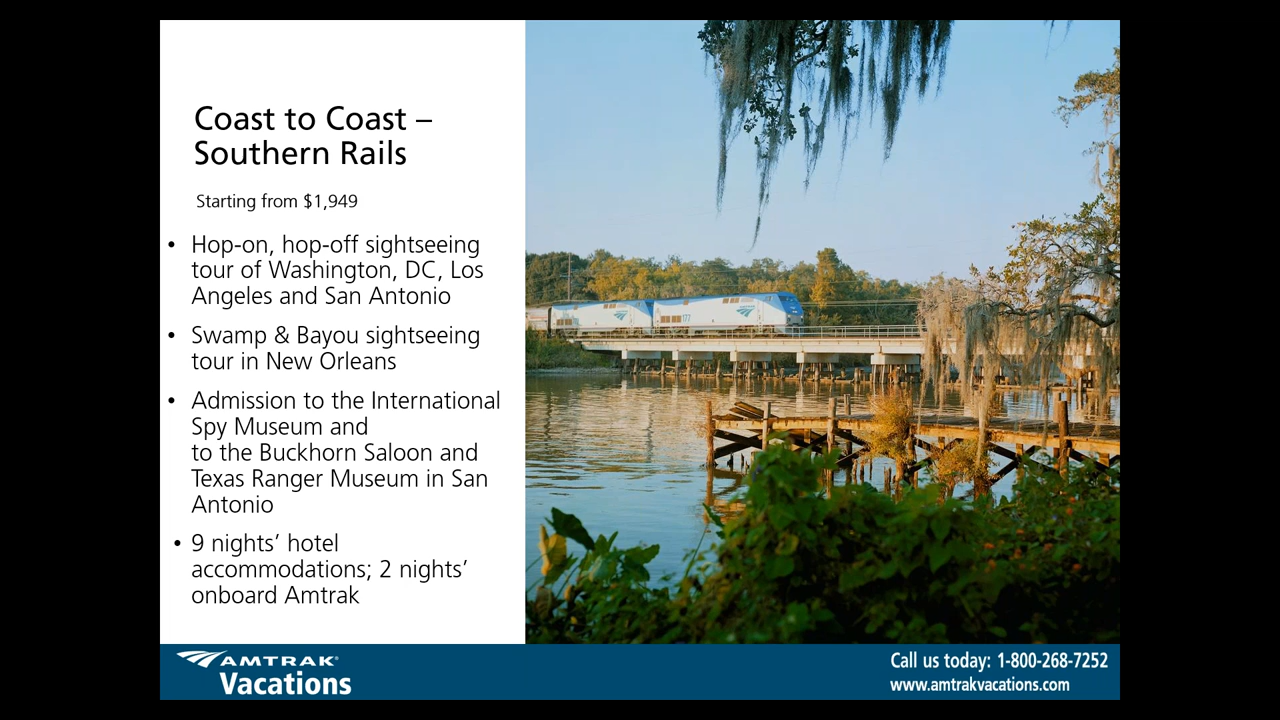 Coast to Coast –
Southern Rails
Starting from $1,949
• Hop-on, hop-off sightseeing
tour of Washington, DC, Los
Angeles and San Antonio
• Swamp & Bayou sightseeing
tour in New Orleans
• Admission to the International
Spy Museum and
to the Buckhorn Saloon and
Texas Ranger Museum in San
Antonio
• 9 nights’ hotel
accommodations; 2 nights’
onboard Amtrak
AMTRAK®
Vacations
Call us today: 1-800-268-7252
www.amtrakvacations.com